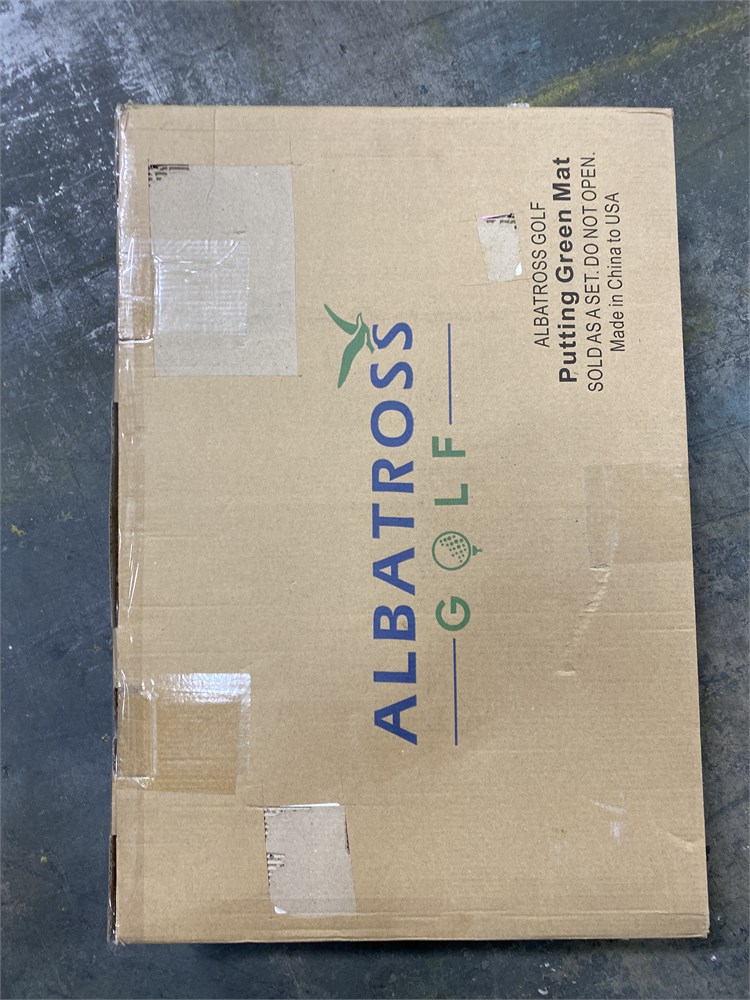 ALBATROSS
GOLF
ALBATROSS GOLF
Putting Green Mat
SOLD AS A SET. DO NOT OPEN.
Made in China to USA